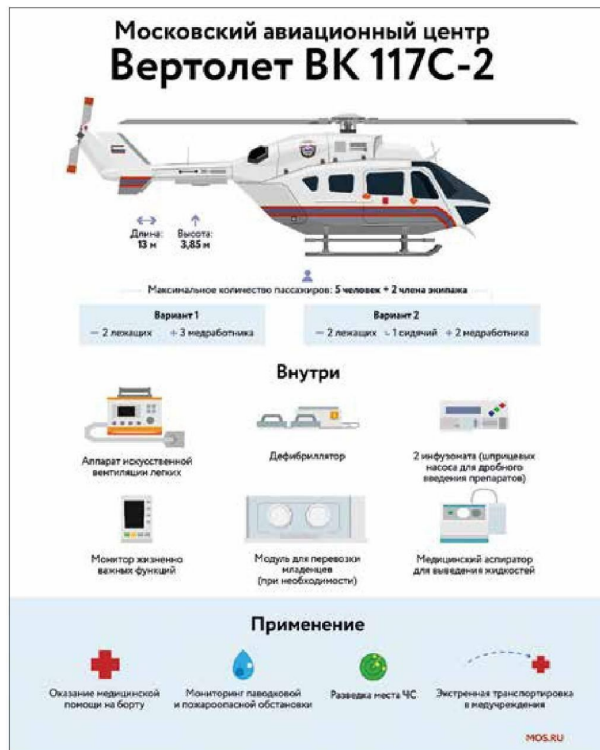 Московский авиационный центр
Вертолет ВК 117С-2
Длина:
13 м
Высота:
3,85 м
Максимальное количество пассажиров: 5 человек + 2 члена экипажа
Вариант 1
– 2 лежащих + 3 медработника
Вариант 2
– 2 лежащих + 1 сидячий + 2 медработника
Внутри
Аппарат искусственной
вентиляции легких
Дефибриллятор
2 инфузомата (шприцевых
насоса для дробного
введения препаратов)
Монитор жизненно
важных функций
Модуль для перевозки
младенцев
(при необходимости)
Медицинский аспиратор
для выведения жидкостей
Применение
Оказание медицинской
помощи на борту
Мониторинг паводковой
и пожароопасной обстановки
Разведка места ЧС
Экстренная транспортировка
в медучреждения
MOS.RU